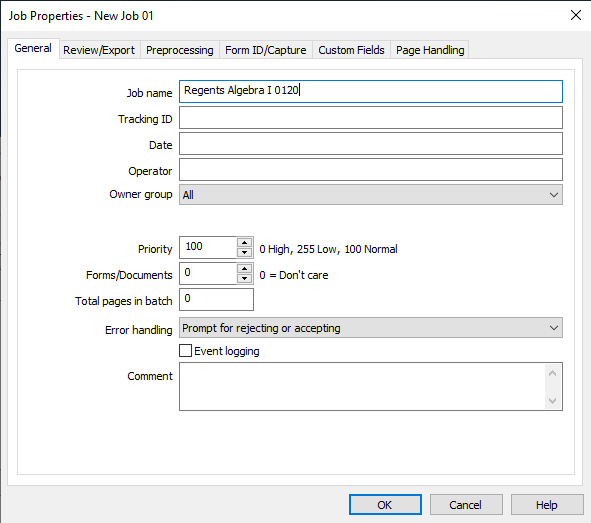 Job Properties - New Job 01
General Review/Export Preprocessing Form ID/Capture Custom Fields Page Handling
Job name Regents Algebra I 0120
Tracking ID
Date
Operator
Owner group All
Priority 100 0 High, 255 Low, 100 Normal
Forms/Documents 0 0 = Don't care
Total pages in batch 0
Error handling Prompt for rejecting or accepting
Event logging
Comment
OK Cancel Help